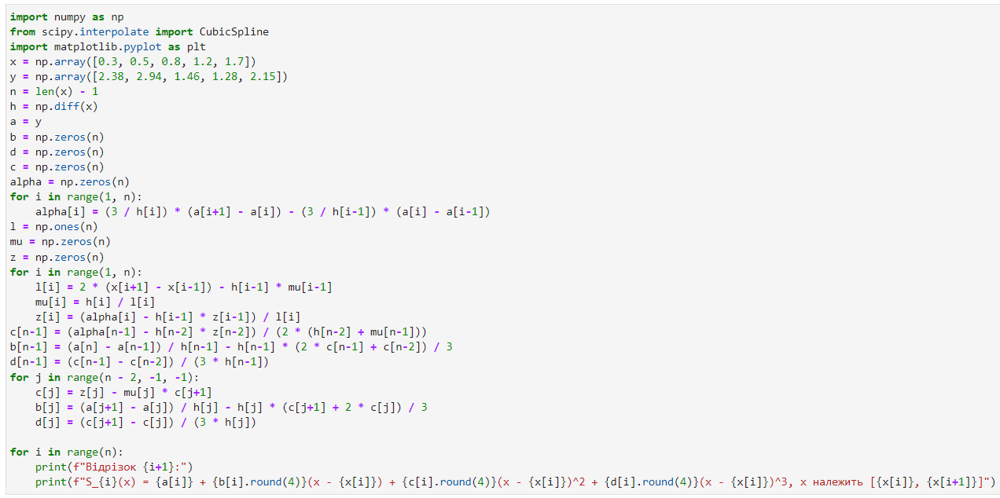 import numpy as np
from scipy.interpolate import CubicSpline
import matplotlib.pyplot as plt
x = np.array([0.3, 0.5, 0.8, 1.2, 1.7])
y = np.array([2.38, 2.94, 1.46, 1.28, 2.15])
n = len(x) - 1
h = np.diff(x)
a = y
b = np.zeros(n)
d = np.zeros(n)
c = np.zeros(n)
alpha = np.zeros(n)
for i in range(1, n):
    alpha[i] = (3 / h[i]) * (a[i+1] - a[i]) - (3 / h[i-1]) * (a[i] - a[i-1])
l = np.ones(n)
mu = np.zeros(n)
z = np.zeros(n)
for i in range(1, n):
    l[i] = 2 * (x[i+1] - x[i-1]) - h[i-1] * mu[i-1]
    mu[i] = h[i] / l[i]
    z[i] = (alpha[i] - h[i-1] * z[i-1]) / l[i]
c[n-1] = (alpha[n-1] - h[n-2] * z[n-2]) / (2 * (h[n-2] + mu[n-1]))
b[n-1] = (a[n] - a[n-1]) / h[n-1] - h[n-1] * (2 * c[n-1] + c[n-2]) / 3
d[n-1] = (c[n-1] - c[n-2]) / (3 * h[n-1])
for j in range(n - 2, -1, -1):
    c[j] = z[j] - mu[j] * c[j+1]
    b[j] = (a[j+1] - a[j]) / h[j] - h[j] * (c[j+1] + 2 * c[j]) / 3
    d[j] = (c[j+1] - c[j]) / (3 * h[j])
for i in range(n):
    print(f"Відрізок {i+1}:")
    print(f"S_{i}(x) = {a[i]} + {b[i].round(4)}(x - {x[i]}) + {c[i].round(4)}(x - {x[i]})^2 + {d[i].round(4)}(x - {x[i]})^3, x належить [{x[i]}, {x[i+1]}]")